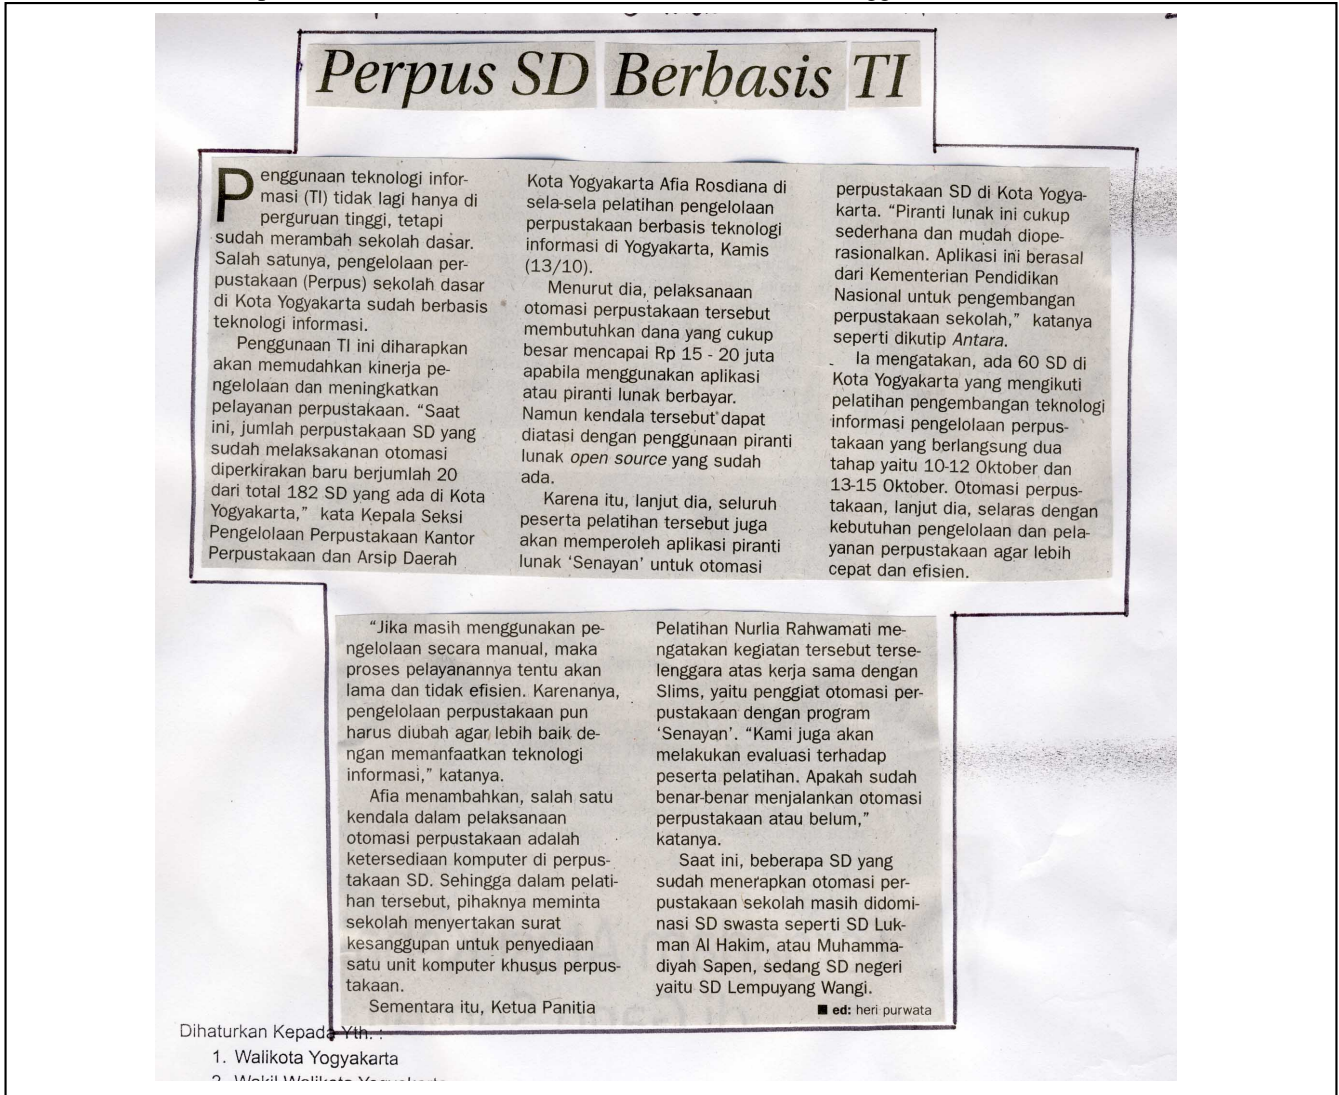 Perpus SD Berbasis TI
Penggunaan teknologi infor-
masi (TI) tidak lagi hanya di
perguruan tinggi, tetapi
sudah merambah sekolah dasar.
Salah satunya, pengelolaan per-
pustakaan (Perpus) sekolah dasar
di Kota Yogyakarta sudah berbasis
teknologi informasi.
Penggunaan TI ini diharapkan
akan memudahkan kinerja pe-
ngelolaan dan meningkatkan
pelayanan perpustakaan. “Saat
ini, jumlah perpustakaan SD yang
sudah melaksakanan otomasi
diperkirakan baru berjumlah 20
dari total 182 SD yang ada di Kota
Yogyakarta,” kata Kepala Seksi
Pengelolaan Perpustakaan Kantor
Perpustakaan dan Arsip Daerah
Kota Yogyakarta Afia Rosdiana di
sela-sela pelatihan pengelolaan
perpustakaan berbasis teknologi
informasi di Yogyakarta, Kamis
(13/10).
Menurut dia, pelaksanaan
otomasi perpustakaan tersebut
membutuhkan dana yang cukup
besar mencapai Rp 15 - 20 juta
apabila menggunakan aplikasi
atau piranti lunak berbayar.
Namun kendala tersebut dapat
diatasi dengan penggunaan piranti
lunak open source yang sudah
ada.
Karena itu, lanjut dia, seluruh
peserta pelatihan tersebut juga
akan memperoleh aplikasi piranti
lunak ‘Senayan’ untuk otomasi
perpustakaan SD di Kota Yogya-
karta. “Piranti lunak ini cukup
sederhana dan mudah diope-
rasionalkan. Aplikasi ini berasal
dari Kementerian Pendidikan
Nasional untuk pengembangan
perpustakaan sekolah,” katanya
seperti dikutip Antara.
Ia mengatakan, ada 60 SD di
Kota Yogyakarta yang mengikuti
pelatihan pengembangan teknologi
informasi pengelolaan perpus-
takaan yang berlangsung dua
tahap yaitu 10-12 Oktober dan
13-15 Oktober. Otomasi perpus-
takaan, lanjut dia, selaras dengan
kebutuhan pengelolaan dan pela-
yanan perpustakaan agar lebih
cepat dan efisien.
“Jika masih menggunakan pe-
ngelolaan secara manual, maka
proses pelayanannya tentu akan
lama dan tidak efisien. Karenanya,
pengelolaan perpustakaan pun
harus diubah agar lebih baik de-
ngan memanfaatkan teknologi
informasi,” katanya.
Afia menambahkan, salah satu
kendala dalam pelaksanaan
otomasi perpustakaan adalah
ketersediaan komputer di perpus-
takaan SD. Sehingga dalam pelati-
han tersebut, pihaknya meminta
sekolah menyertakan surat
kesanggupan untuk penyediaan
satu unit komputer khusus perpus-
takaan.
Sementara itu, Ketua Panitia
Pelatihan Nurlia Rahwamati me-
ngatakan kegiatan tersebut terse-
lenggara atas kerja sama dengan
Slims, yaitu penggiat otomasi per-
pustakaan dengan program
‘Senayan’. “Kami juga akan
melakukan evaluasi terhadap
peserta pelatihan. Apakah sudah
benar-benar menjalankan otomasi
perpustakaan atau belum,”
katanya.
Saat ini, beberapa SD yang
sudah menerapkan otomasi per-
pustakaan sekolah masih didomi-
nasi SD swasta seperti SD Luk-
man Al Hakim, atau Muhamma-
diyah Sapen, sedang SD negeri
yaitu SD Lempuyang Wangi.
■ ed: heri purwata
Dihaturkan Kepada Yth. :
1. Walikota Yogyakarta